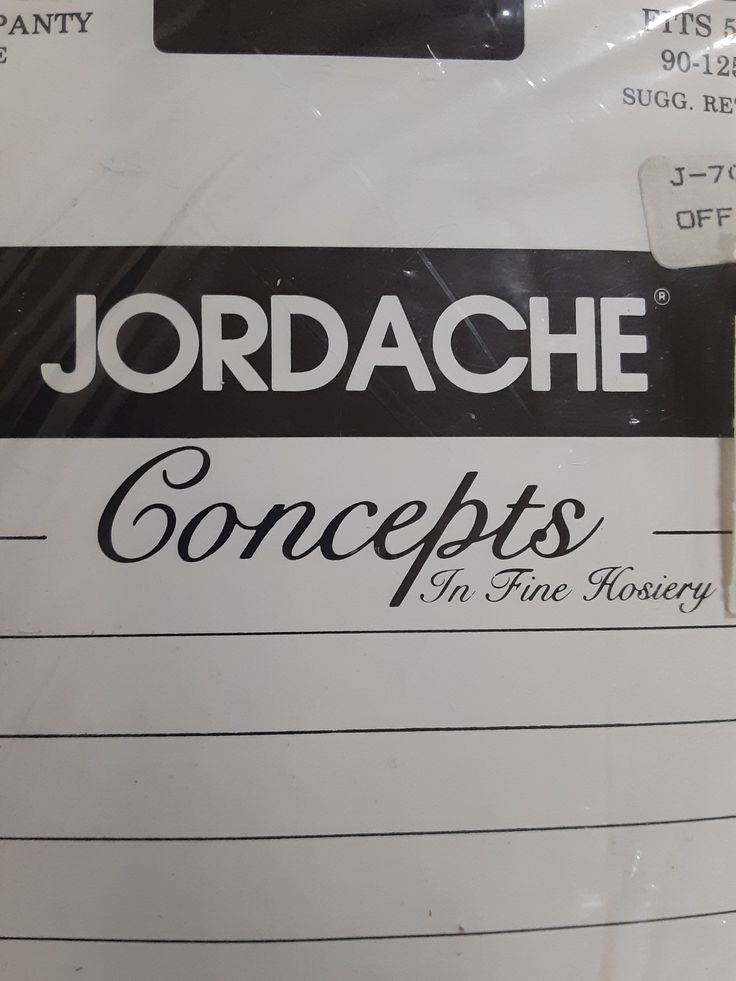 PANTY
E
FITS 5
90-125
SUGG. RE
J-7
OFF
JORDACHE®
Concepts
In Fine Hosiery